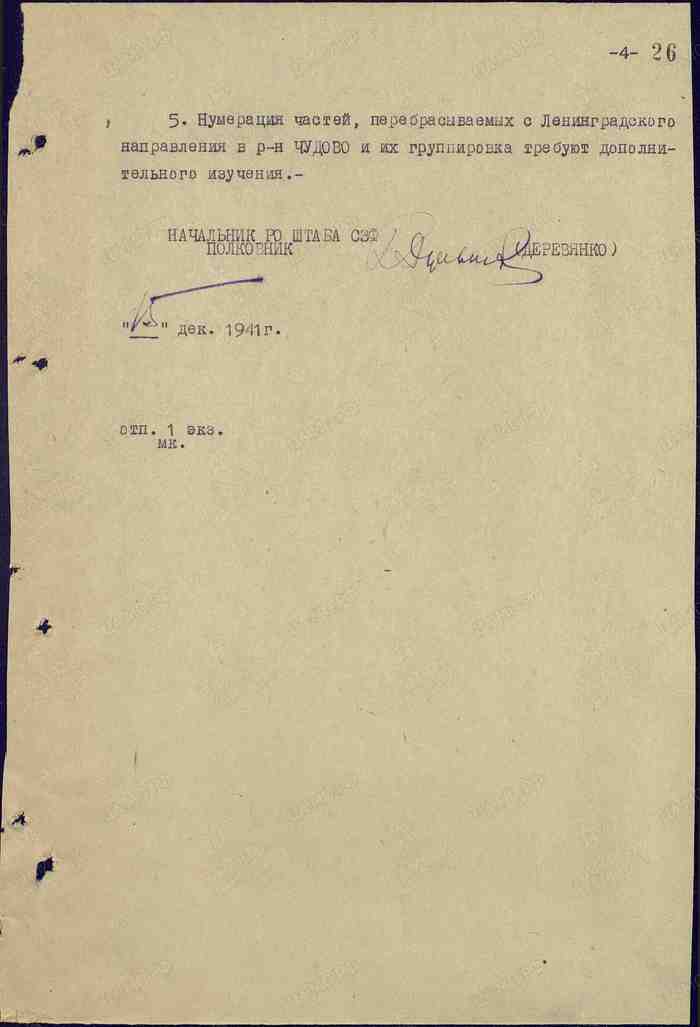 -4- 26
5. Нумерация частей, перебрасываемых с Ленинградского
направления в р-н ЧУДОВО и их группировка требуют дополни-
тельного изучения.-
НАЧАЛЬНИК РО ШТАБА СЗФ
ПОЛКОВНИК (ДЕРЕВЯНКО)
" " дек. 1941г.
отп. 1 экз.
мк.